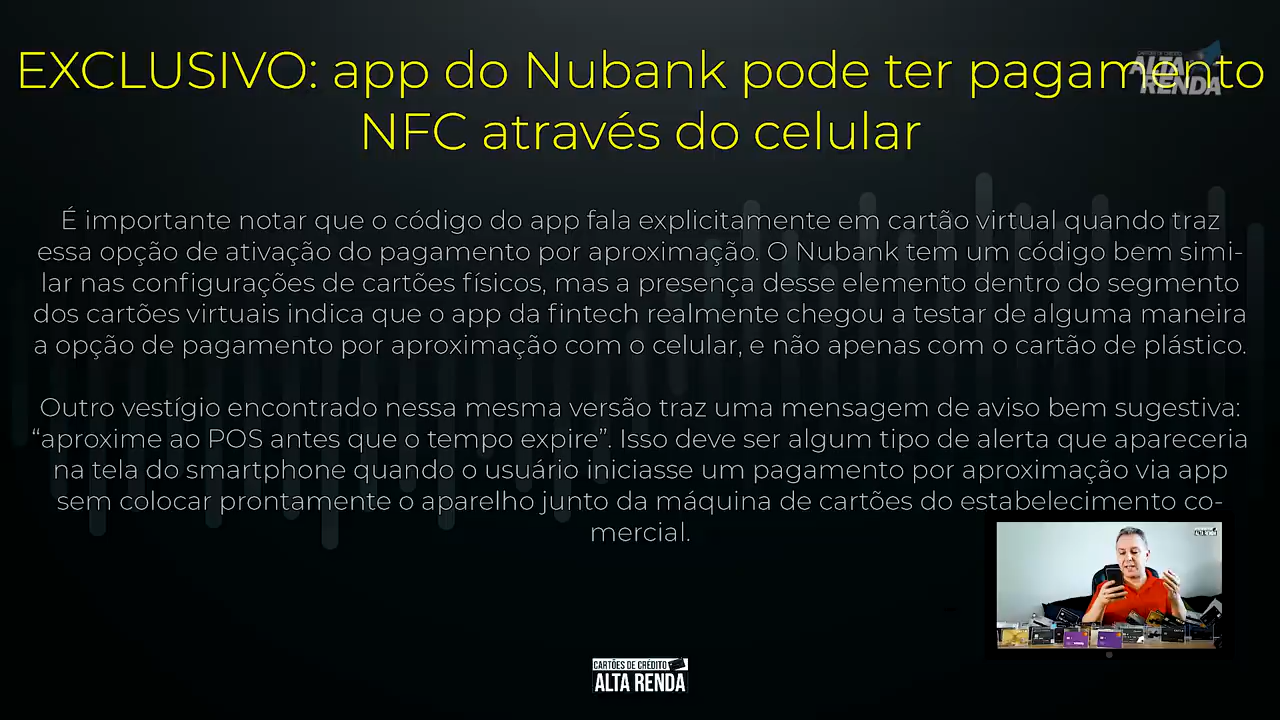 EXCLUSIVO: app do Nubank pode ter pagamento
NFC através do celular
CARTÕES DE CRÉDITO
ALTA
RENDA
É importante notar que o código do app fala explicitamente em cartão virtual quando traz
essa opção de ativação do pagamento por aproximação. O Nubank tem um código bem simi-
lar nas configurações de cartões físicos, mas a presença desse elemento dentro do segmento
dos cartões virtuais indica que o app da fintech realmente chegou a testar de alguma maneira
a opção de pagamento por aproximação com o celular, e não apenas com o cartão de plástico.
Outro vestígio encontrado nessa mesma versão traz uma mensagem de aviso bem sugestiva:
“aproxime ao POS antes que o tempo expire”. Isso deve ser algum tipo de alerta que apareceria
na tela do smartphone quando o usuário iniciasse um pagamento por aproximação via app
sem colocar prontamente o aparelho junto da máquina de cartões do estabelecimento co-
mercial.
ALTA RENDA
CARTÕES DE CRÉDITO
ALTA RENDA